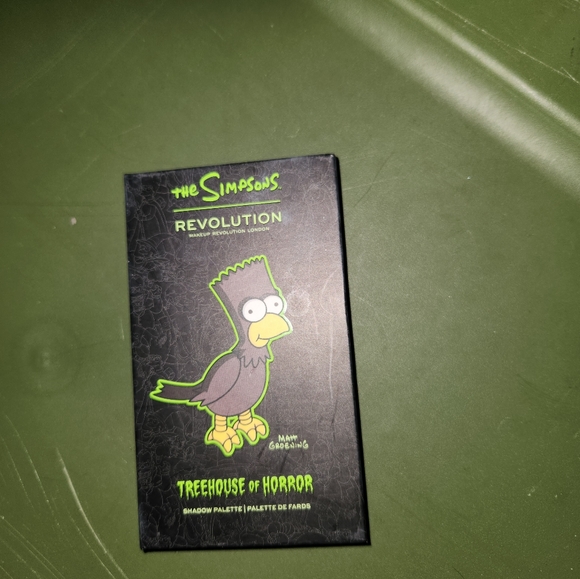 THE SIMPSONS
REVOLUTION
MAKEUP REVOLUTION LONDON
MATT
GROENING
TREEHOUSE OF HORROR
SHADOW PALETTE | PALETTE DE FARDS